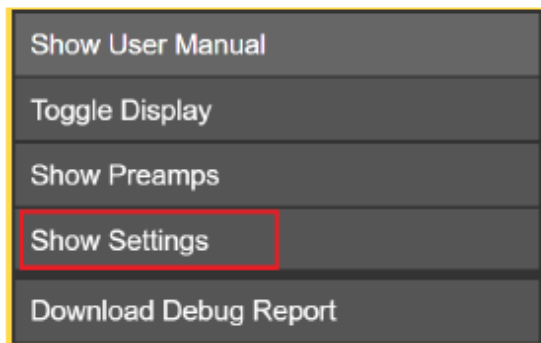 Show User Manual
Toggle Display
Show Preamps
Show Settings
Download Debug Report